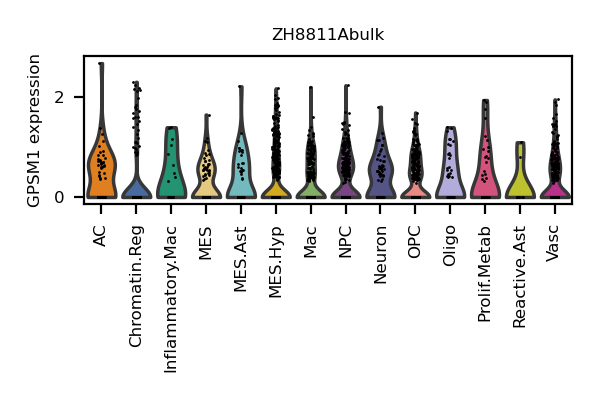 ZH8811Abulk
GPSM1 expression
2
0
AC
Chromatin.Reg
Inflammatory.Mac
MES
MES.Ast
MES.Hyp
Mac
NPC
Neuron
OPC
Oligo
Prolif.Metab
Reactive.Ast
Vasc